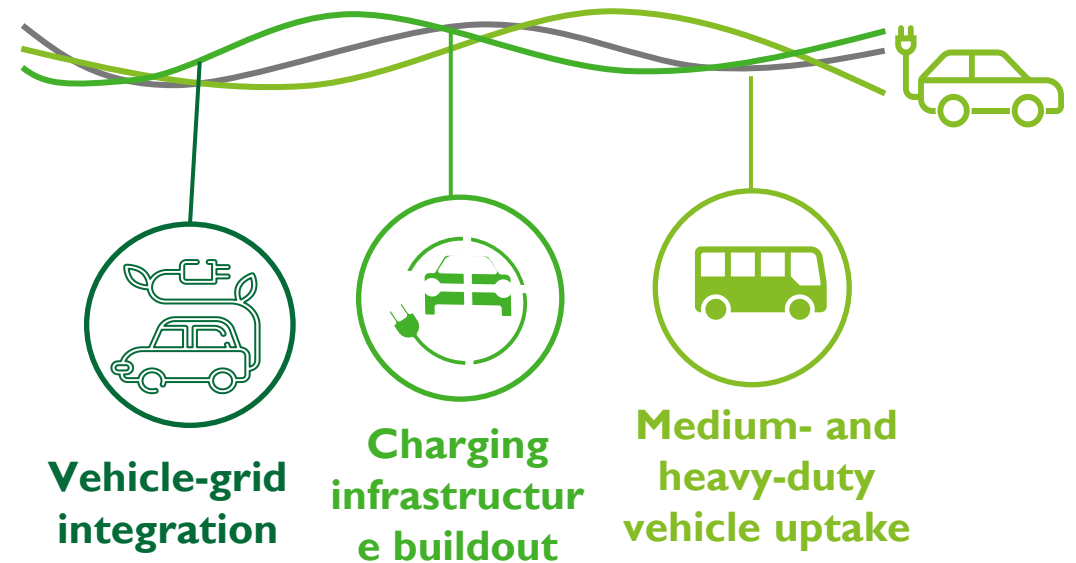 Vehicle-grid
integration
Charging
infrastructur
e buildout
Medium- and
heavy-duty
vehicle uptake